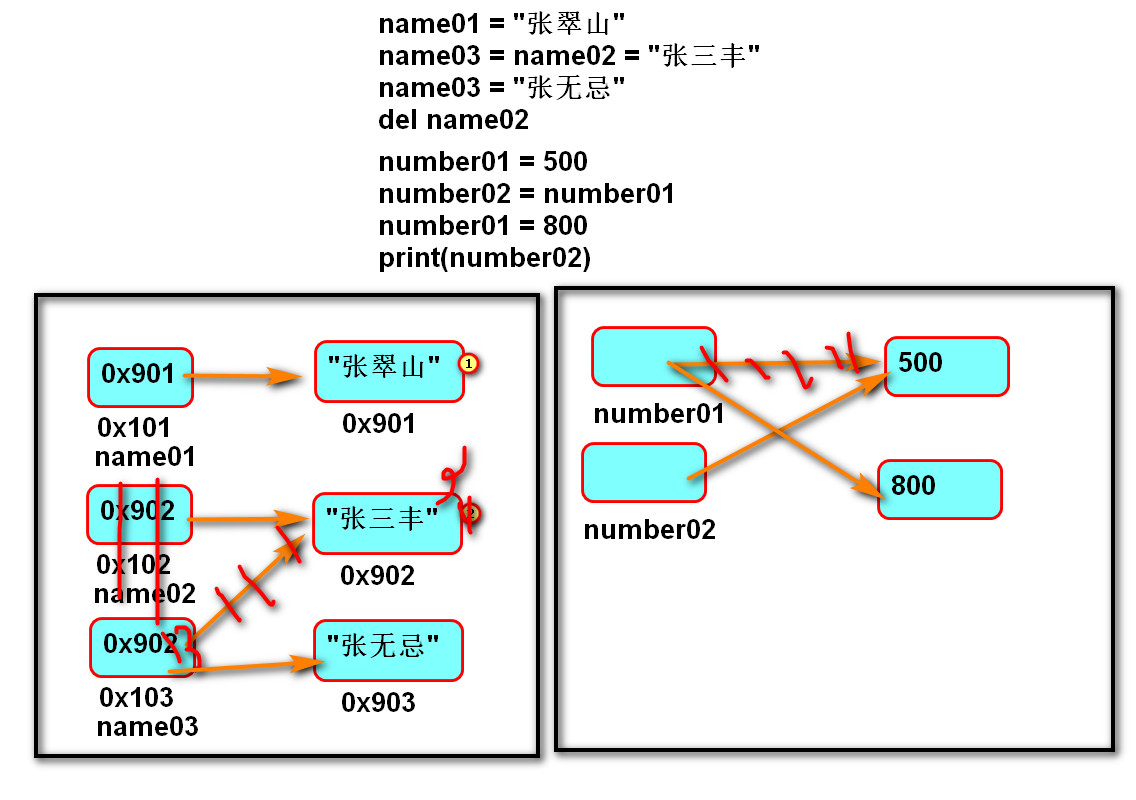 name01 = "张翠山"
name03 = name02 = "张三丰"
name03 = "张无忌"
del name02
number01 = 500
number02 = number01
number01 = 800
print(number02)
0x901
"张翠山"
1
0x101
0x901
name01
0x902
"张三丰"
2
0x102
0x902
name02
0x902
3
"张无忌"
0x103
0x903
name03
500
number01
800
number02